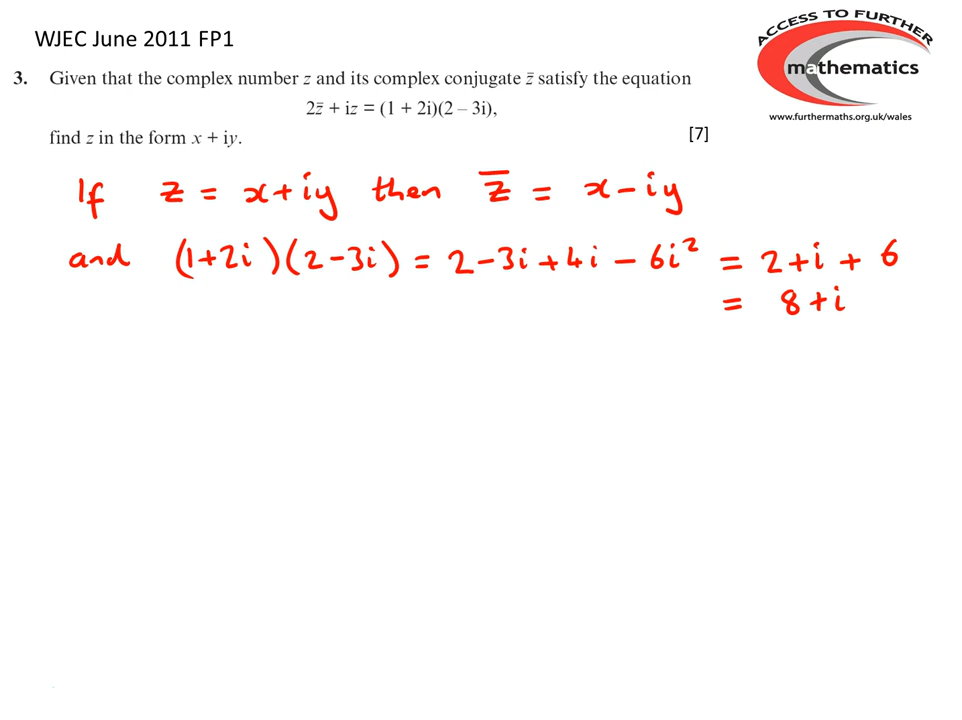 WJEC June 2011 FP1
ACCESS TO FURTHER
mathematics
www.furthermaths.org.uk/wales
3. Given that the complex number z and its complex conjugate z̄ satisfy the equation
2z̄ + iz = (1 + 2i)(2 – 3i),
find z in the form x + iy. [7]
If z = x+iy then z̄ = x-iy
and (1+2i)(2-3i) = 2-3i+4i-6i² = 2+i+6
= 8+i